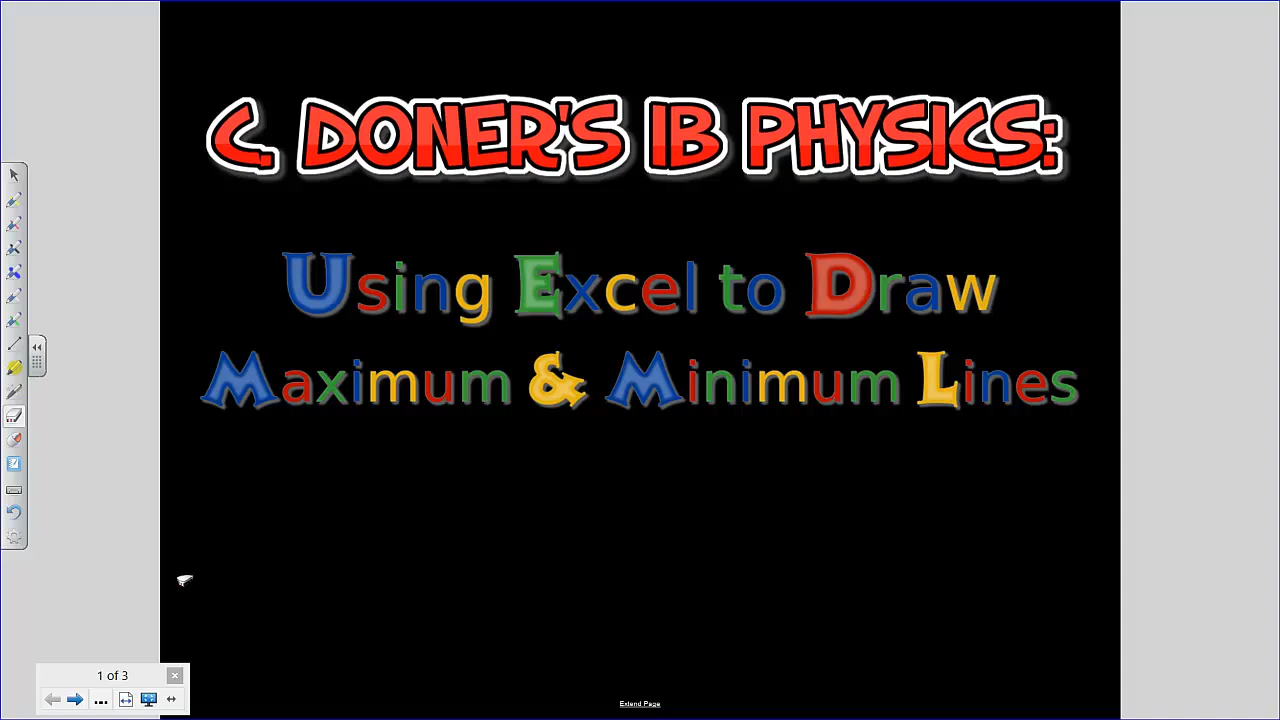 C. DONER'S IB PHYSICS:
Using Excel to Draw
Maximum & Minimum Lines
1 of 3
Extend Page